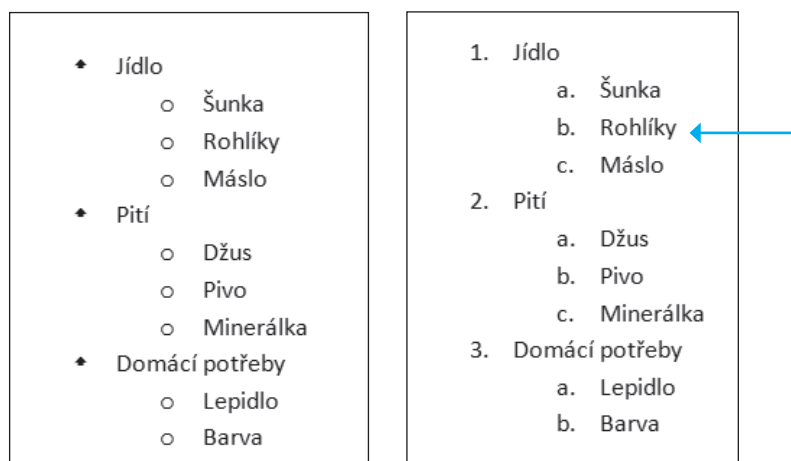 Jídlo
o Šunka
o Rohlíky
o Máslo
Pití
o Džus
o Pivo
o Minerálka
Domácí potřeby
o Lepidlo
o Barva
1. Jídlo
a. Šunka
b. Rohlíky
c. Máslo
2. Pití
a. Džus
b. Pivo
c. Minerálka
3. Domácí potřeby
a. Lepidlo
b. Barva